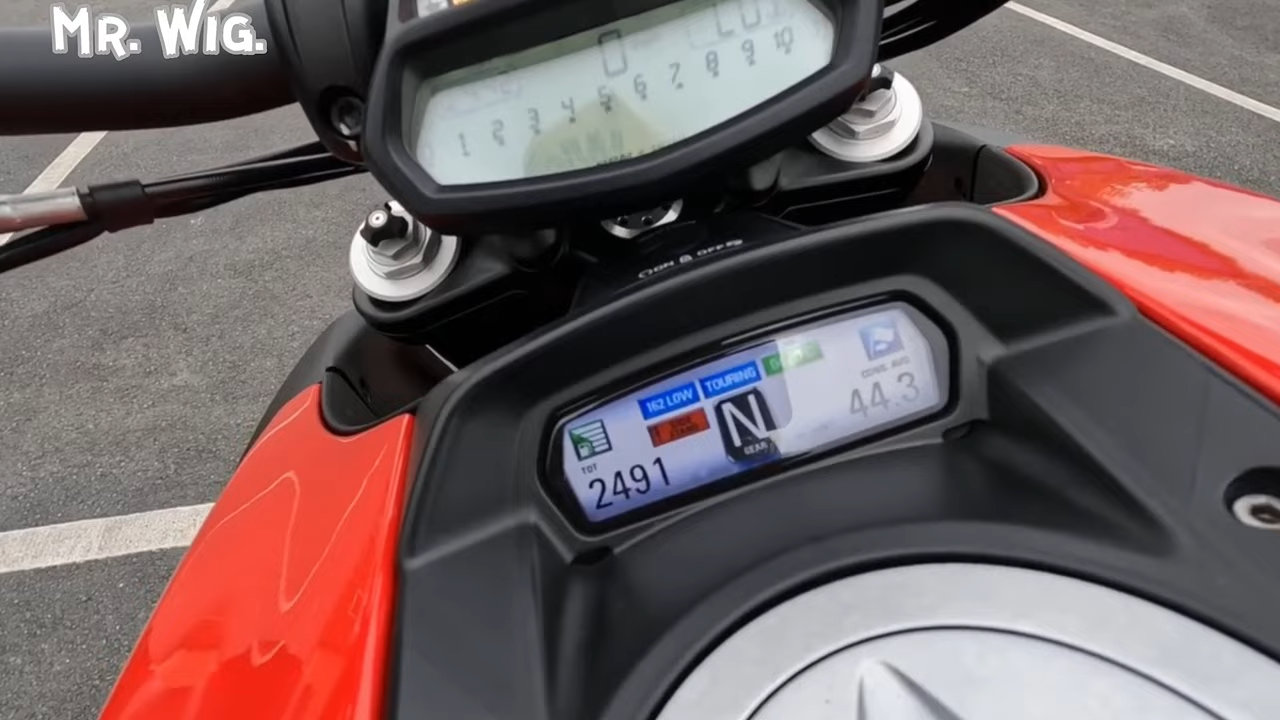 MR. WIG.
0
1 2 3 4 5 6 7 8 9 10
ON OFF
162 LOW TOURING
N
GEAR
CONS. AVG
44.3
TOT
2491